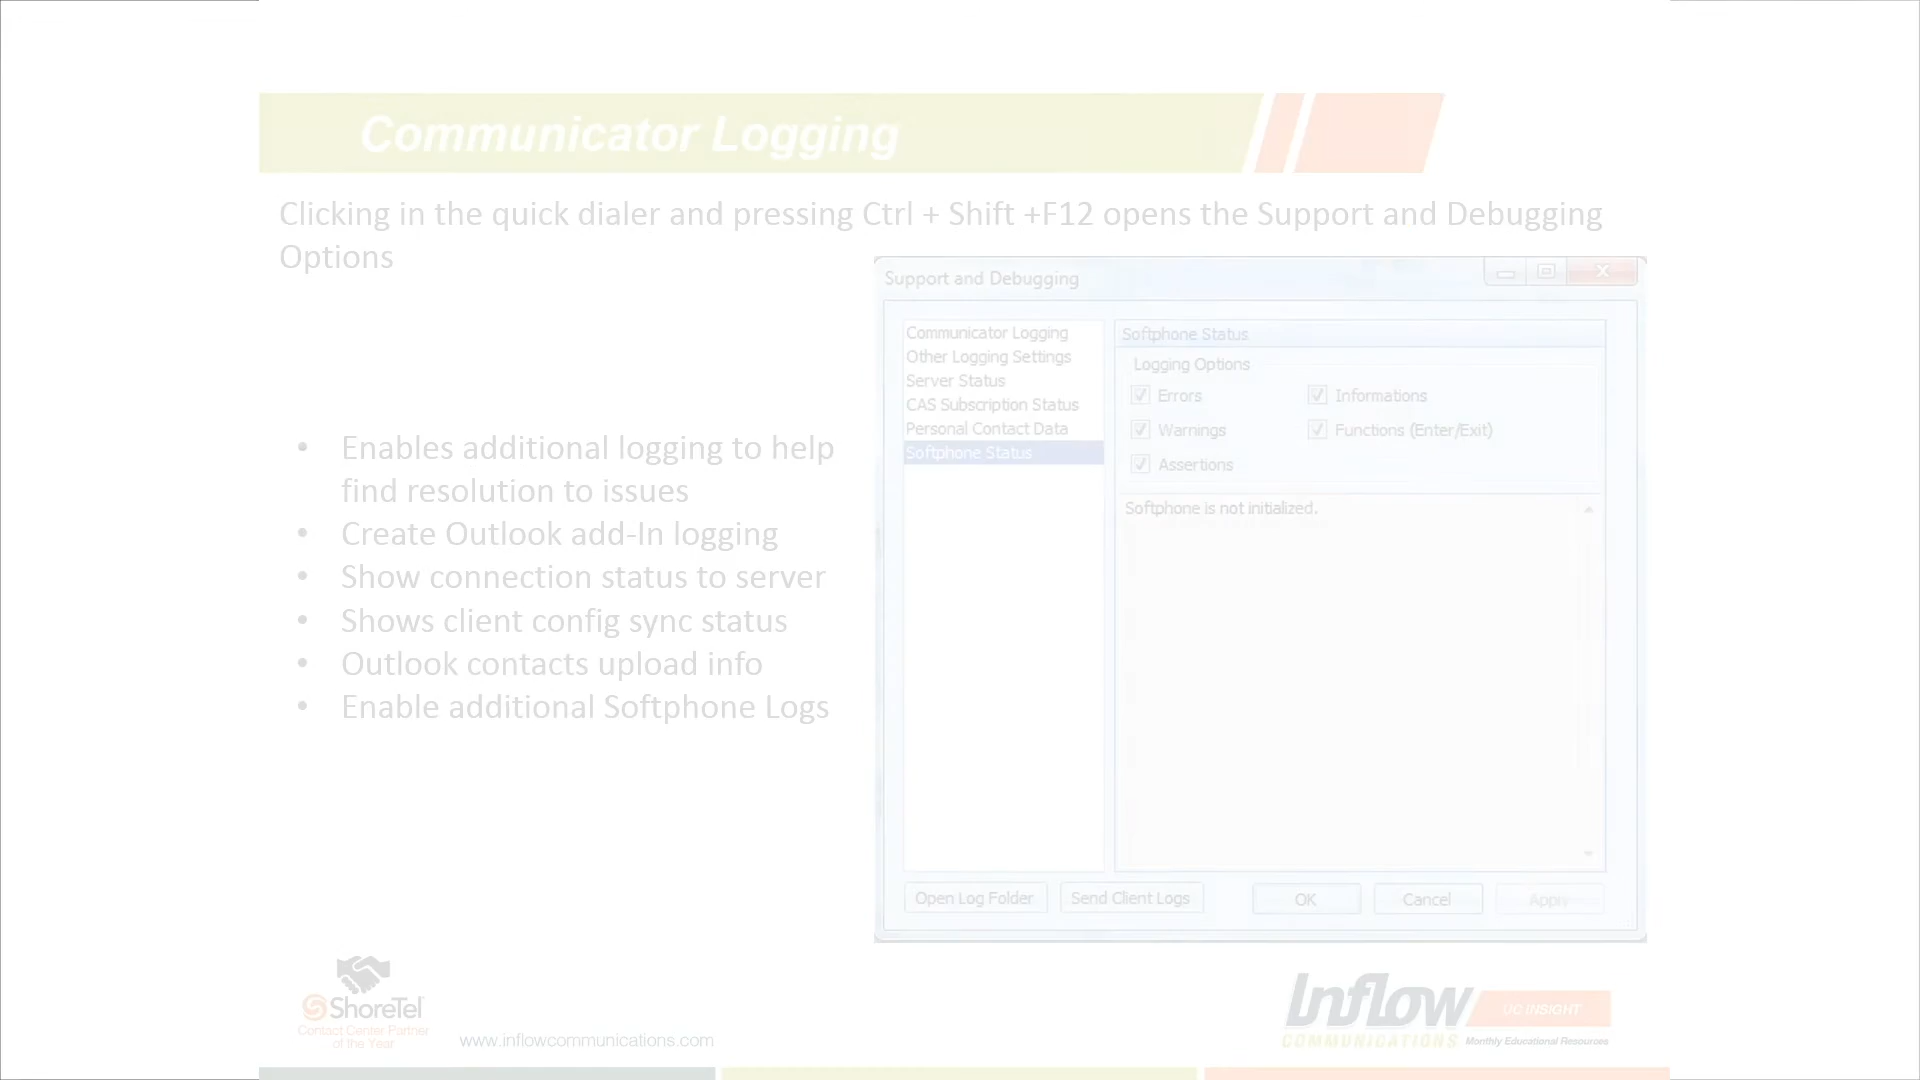 Communicator Logging
Clicking in the quick dialer and pressing Ctrl + Shift +F12 opens the Support and Debugging
Options
• Enables additional logging to help
find resolution to issues
• Create Outlook add-In logging
• Show connection status to server
• Shows client config sync status
• Outlook contacts upload info
• Enable additional Softphone Logs
Support and Debugging
Communicator Logging
Other Logging Settings
Server Status
CAS Subscription Status
Personal Contact Data
Softphone Status
Softphone Status
Logging Options
Errors
Informations
Warnings
Functions (Enter/Exit)
Assertions
Softphone is not initialized.
Open Log Folder
Send Client Logs
OK
Cancel
Apply
ShoreTel
Contact Center Partner
of the Year
www.inflowcommunications.com
Inflow
COMMUNICATIONS
UC INSIGHT
Monthly Educational Resources